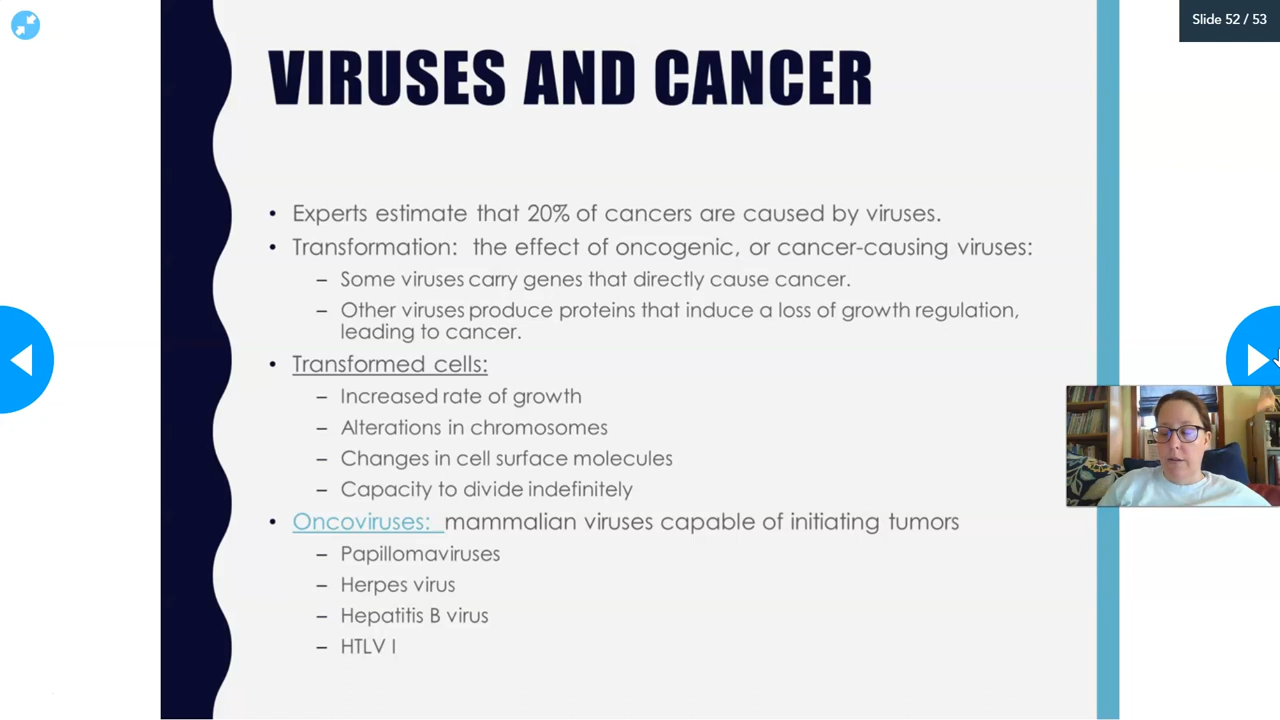 Slide 52 / 53
VIRUSES AND CANCER
• Experts estimate that 20% of cancers are caused by viruses.
• Transformation: the effect of oncogenic, or cancer-causing viruses:
– Some viruses carry genes that directly cause cancer.
– Other viruses produce proteins that induce a loss of growth regulation,
leading to cancer.
• Transformed cells:
– Increased rate of growth
– Alterations in chromosomes
– Changes in cell surface molecules
– Capacity to divide indefinitely
• Oncoviruses: mammalian viruses capable of initiating tumors
– Papillomaviruses
– Herpes virus
– Hepatitis B virus
– HTLV I